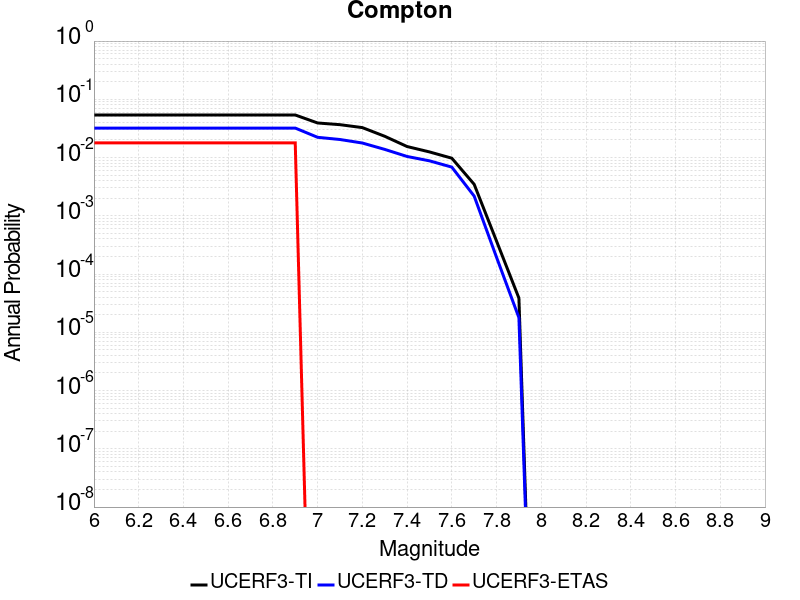 Compton
10^0
10^-1
10^-2
10^-3
10^-4
10^-5
10^-6
10^-7
10^-8
Annual Probability
6 6.2 6.4 6.6 6.8 7 7.2 7.4 7.6 7.8 8 8.2 8.4 8.6 8.8 9
Magnitude
UCERF3-TI UCERF3-TD UCERF3-ETAS